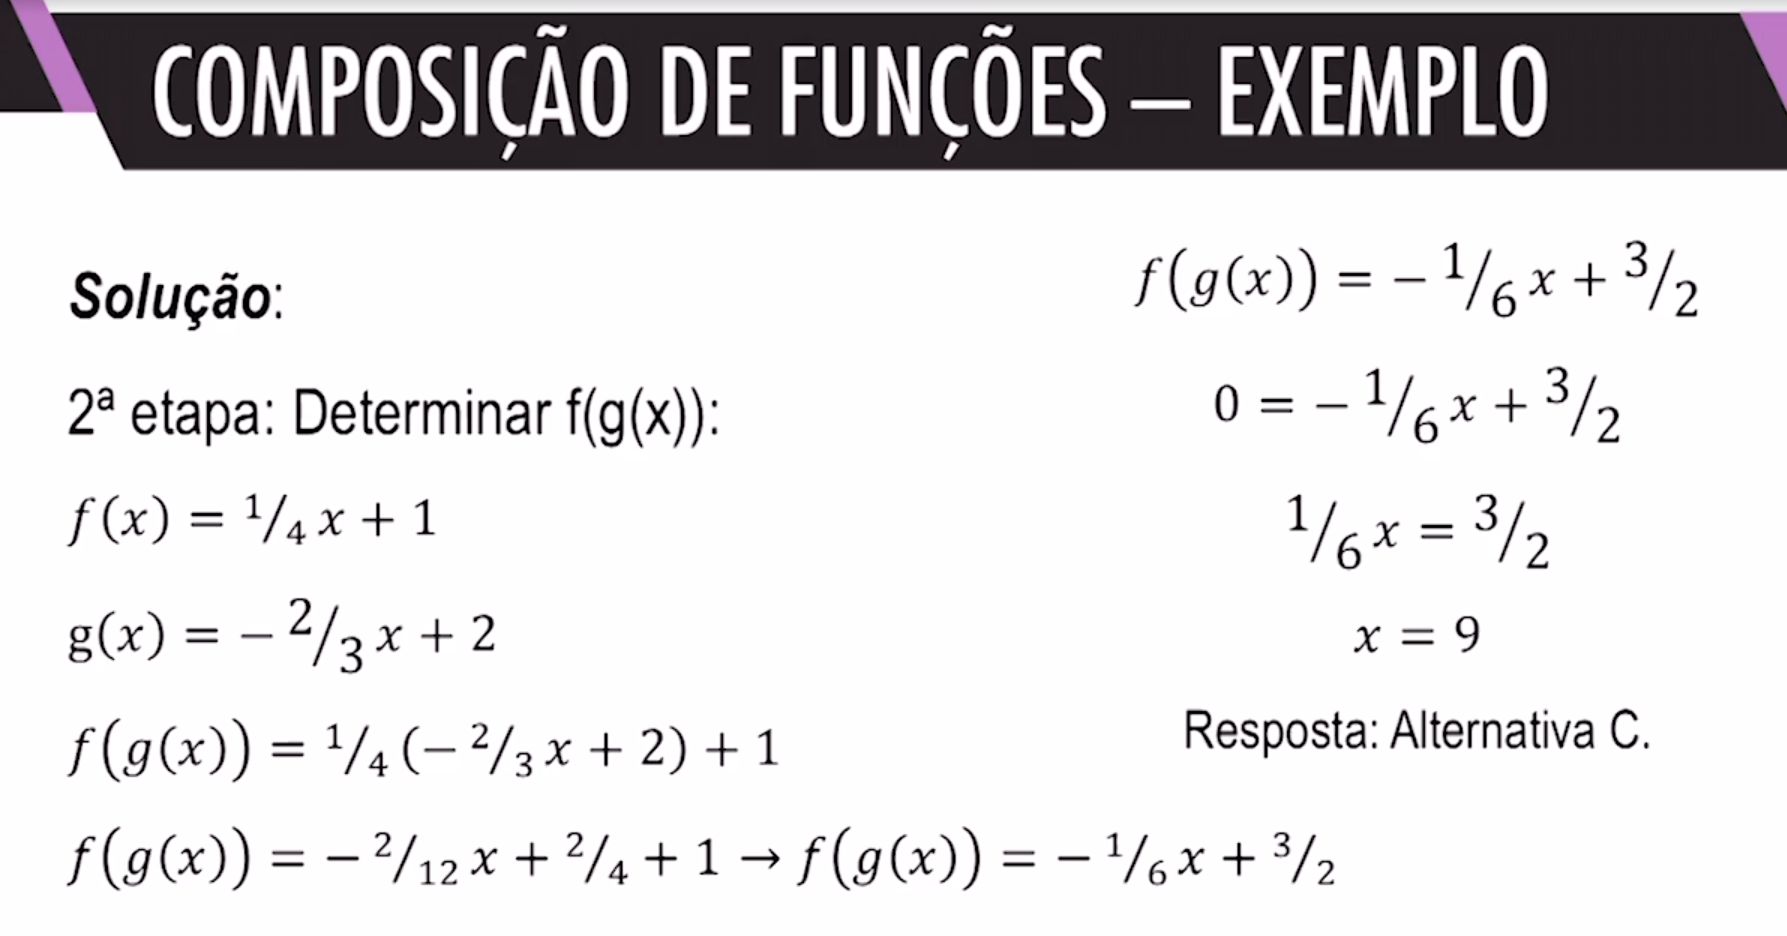 COMPOSIÇÃO DE FUNÇÕES – EXEMPLO
Solução:
2ª etapa: Determinar f(g(x)):
f(x) = 1/4 x + 1
g(x) = − 2/3 x + 2
f(g(x)) = 1/4 (− 2/3 x + 2) + 1
f(g(x)) = − 2/12 x + 2/4 + 1 → f(g(x)) = − 1/6 x + 3/2
f(g(x)) = − 1/6 x + 3/2
0 = − 1/6 x + 3/2
1/6 x = 3/2
x = 9
Resposta: Alternativa C.